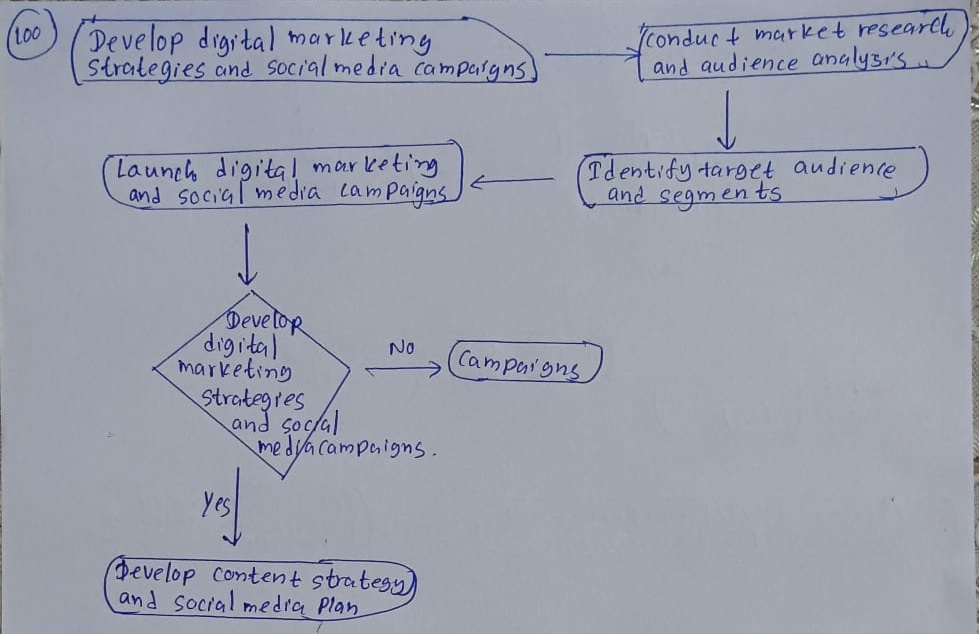 100
Develop digital marketing
strategies and social media campaigns
conduct market research
and audience analysis.
Launch digital marketing
and social media campaigns
Identify target audience
and segments
Develop
digital
marketing
strategies
and social
media campaigns.
No
Campaigns
Yes
Develop content strategy
and social media plan